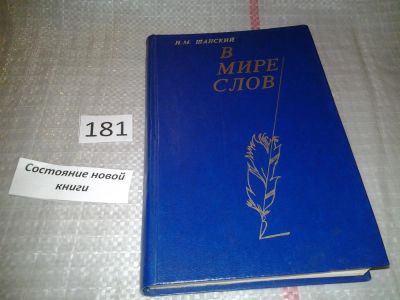 Н.М. ШАНСКИЙ
В
МИРЕ
СЛОВ
181
Состояние новой
книги